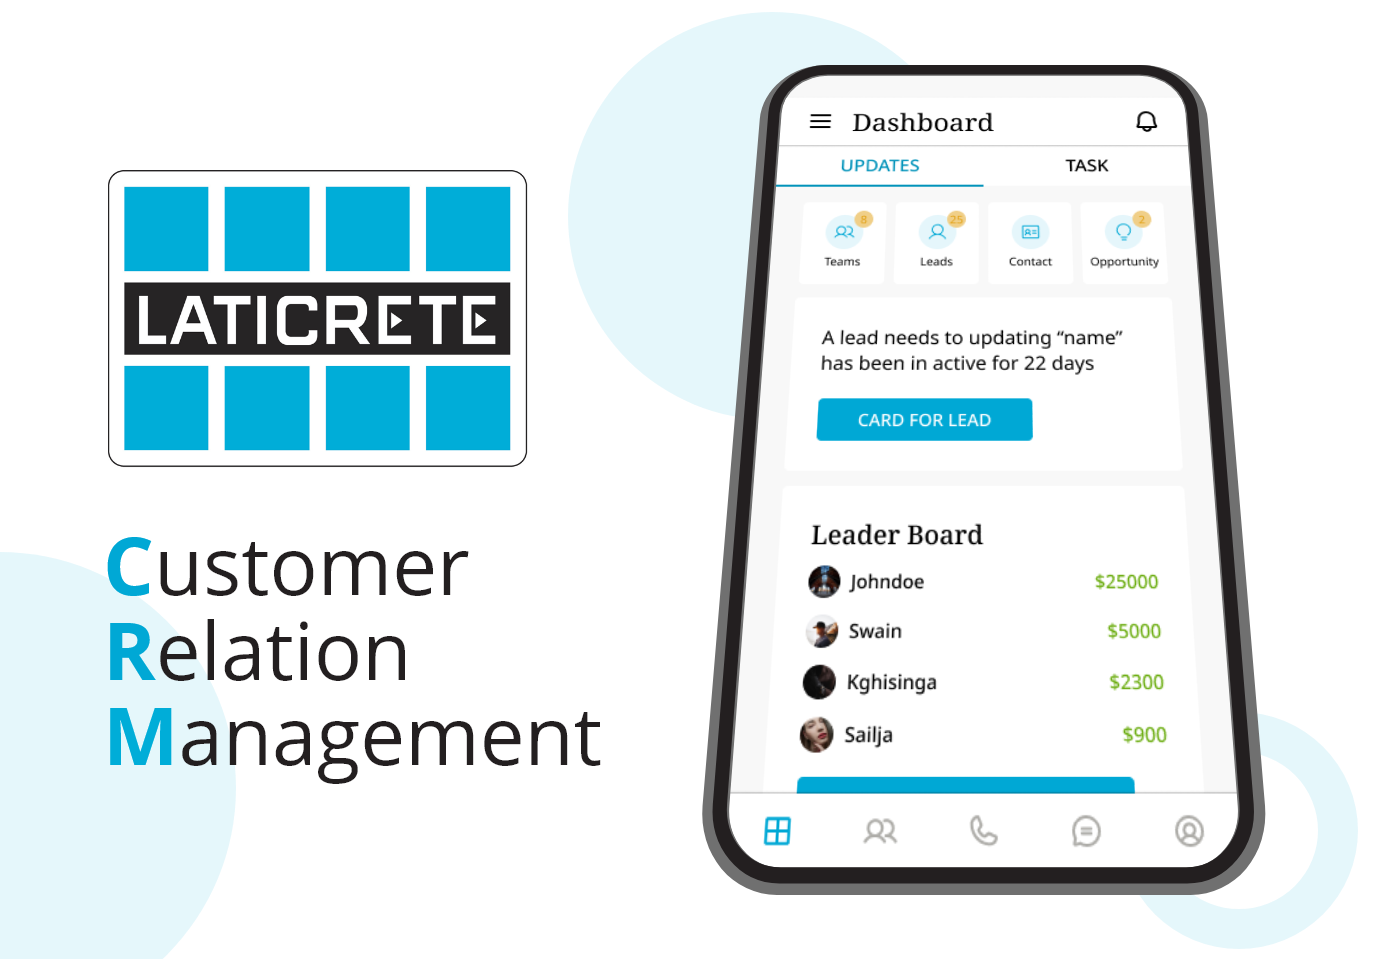 LATICRETE
Customer
Relation
Management
Dashboard
UPDATES TASK
8 25 2
Teams Leads Contact Opportunity
A lead needs to updating “name”
has been in active for 22 days
CARD FOR LEAD
Leader Board
Johndoe $25000
Swain $5000
Kghisinga $2300
Sailja $900